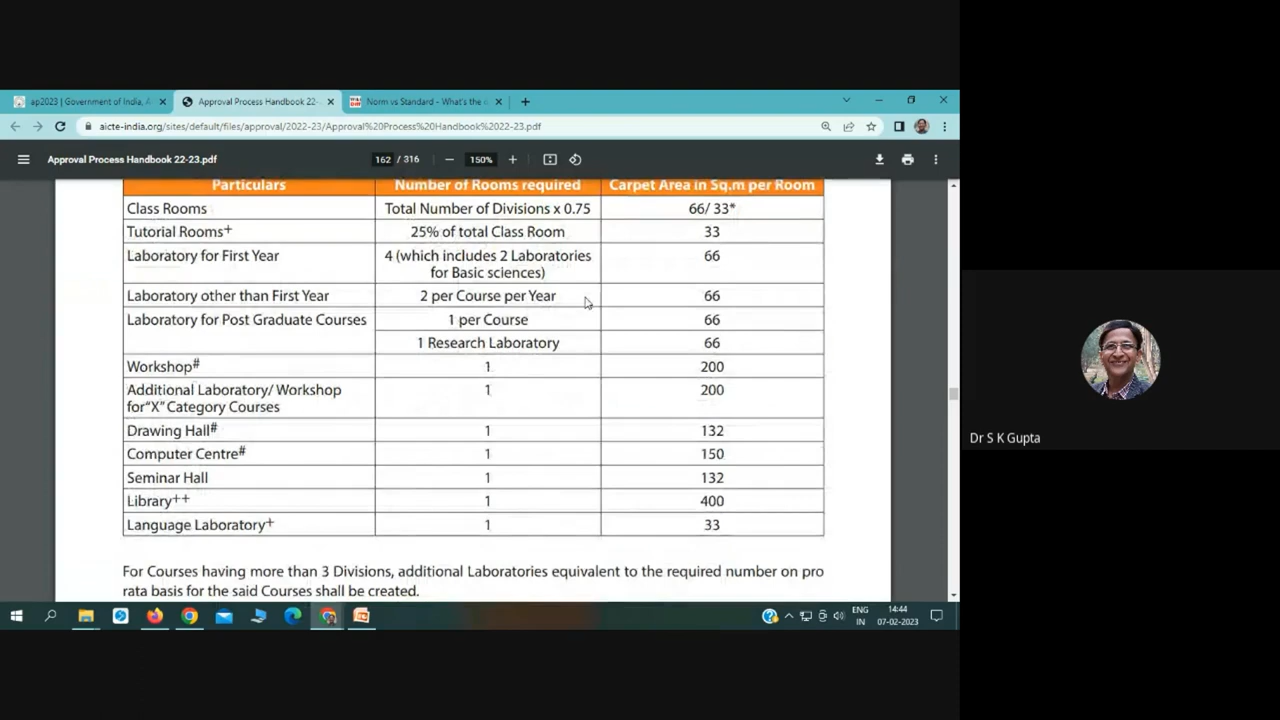 ap2023 | Government of India, A
Approval Process Handbook 22-
Norm vs Standard - What's the d
aicte-india.org/sites/default/files/approval/2022-23/Approval%20Process%20Handbook%2022-23.pdf
Approval Process Handbook 22-23.pdf
162 / 316
150%
Particulars Number of Rooms required Carpet Area in Sq.m per Room
Class Rooms Total Number of Divisions x 0.75 66/ 33*
Tutorial Rooms+ 25% of total Class Room 33
Laboratory for First Year 4 (which includes 2 Laboratories 66
for Basic sciences)
Laboratory other than First Year 2 per Course per Year 66
Laboratory for Post Graduate Courses 1 per Course 66
1 Research Laboratory 66
Workshop# 1 200
Additional Laboratory/ Workshop 1 200
for"X" Category Courses
Drawing Hall# 1 132
Computer Centre# 1 150
Seminar Hall 1 132
Library++ 1 400
Language Laboratory+ 1 33
For Courses having more than 3 Divisions, additional Laboratories equivalent to the required number on pro
rata basis for the said Courses shall be created.
ENG 14:44
IN 07-02-2023
Dr S K Gupta